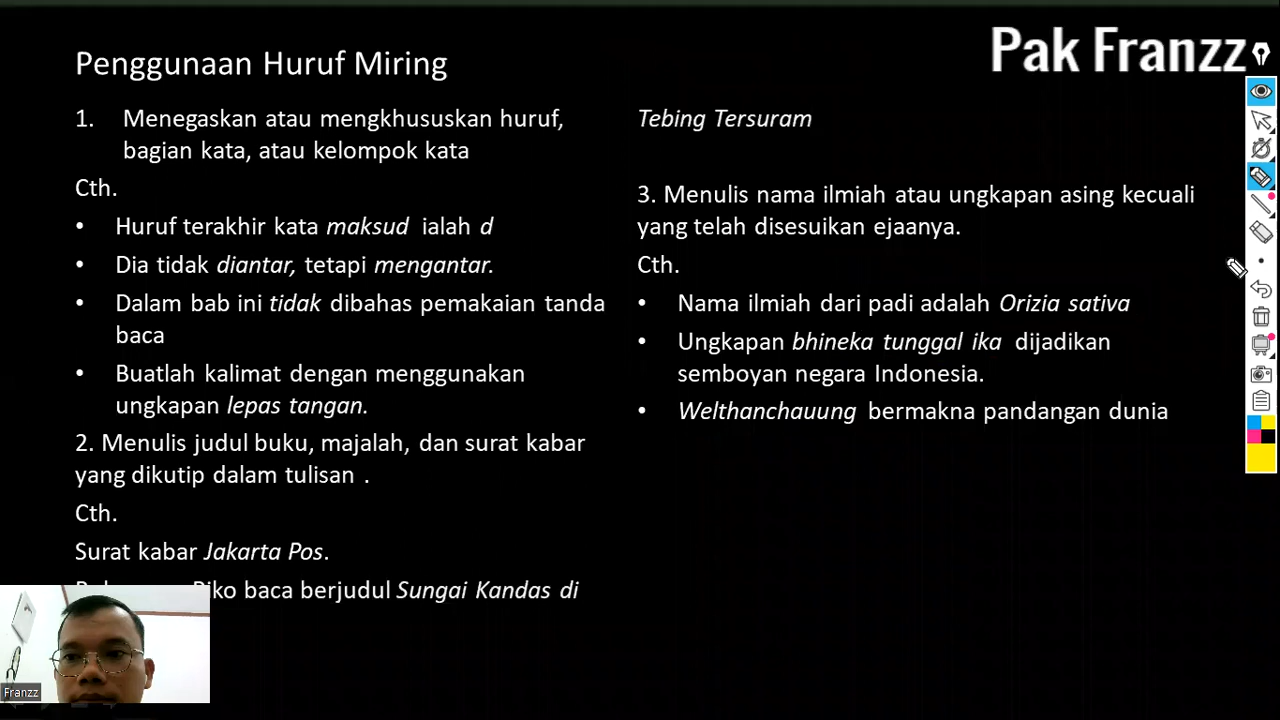 Penggunaan Huruf Miring
Pak Franzz
1. Menegaskan atau mengkhususkan huruf,
bagian kata, atau kelompok kata
Cth.
• Huruf terakhir kata maksud ialah d
• Dia tidak diantar, tetapi mengantar.
• Dalam bab ini tidak dibahas pemakaian tanda
baca
• Buatlah kalimat dengan menggunakan
ungkapan lepas tangan.
2. Menulis judul buku, majalah, dan surat kabar
yang dikutip dalam tulisan .
Cth.
Surat kabar Jakarta Pos.
Riko baca berjudul Sungai Kandas di
Tebing Tersuram
3. Menulis nama ilmiah atau ungkapan asing kecuali
yang telah disesuikan ejaanya.
Cth.
• Nama ilmiah dari padi adalah Orizia sativa
• Ungkapan bhineka tunggal ika dijadikan
semboyan negara Indonesia.
• Welthanchauung bermakna pandangan dunia
Franzz